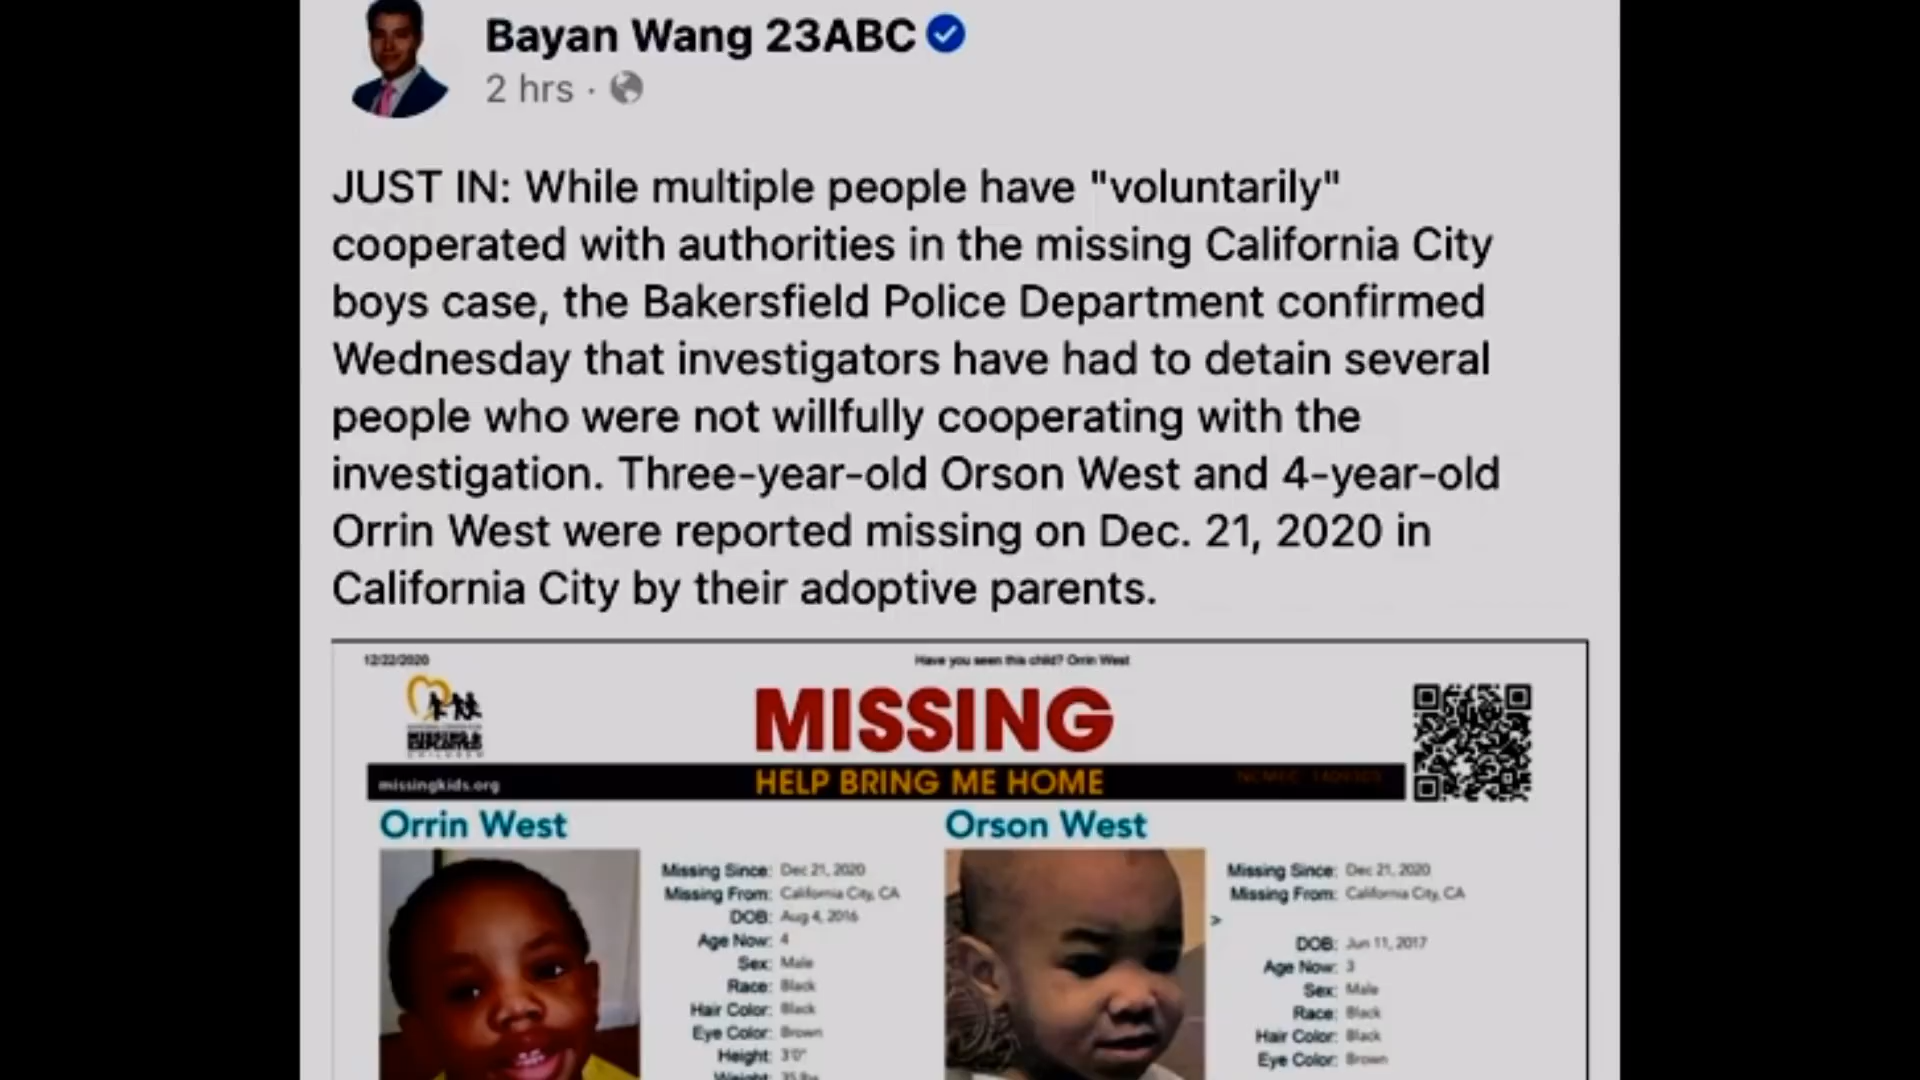 Bayan Wang 23ABC
2 hrs ·
JUST IN: While multiple people have "voluntarily"
cooperated with authorities in the missing California City
boys case, the Bakersfield Police Department confirmed
Wednesday that investigators have had to detain several
people who were not willfully cooperating with the
investigation. Three-year-old Orson West and 4-year-old
Orrin West were reported missing on Dec. 21, 2020 in
California City by their adoptive parents.
12/22/2020
Have you seen this child? Orrin West
MISSING
missingkids.org
HELP BRING ME HOME
Orrin West
Missing Since: Dec 21, 2020
Missing From: California City, CA
DOB: Aug 4, 2016
Age Now: 4
Sex: Male
Race: Black
Hair Color: Black
Eye Color: Brown
Height: 3'0"
Weight: 35 lbs
Orson West
Missing Since: Dec 21, 2020
Missing From: California City, CA
>
DOB: Jun 11, 2017
Age Now: 3
Sex: Male
Race: Black
Hair Color: Black
Eye Color: Brown